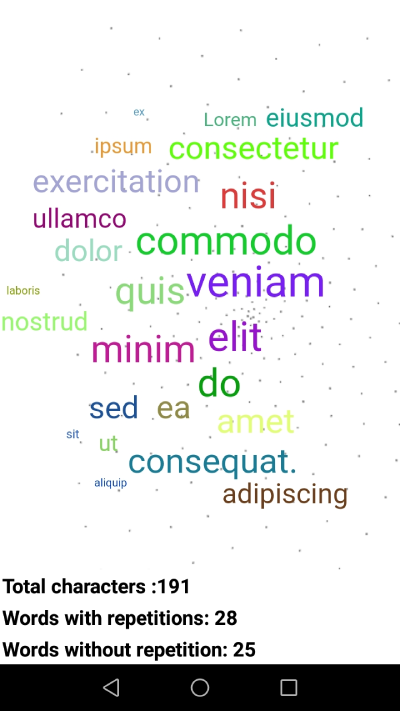 ex
Lorem eiusmod
ipsum consectetur
exercitation nisi
ullamco
dolor commodo
quis veniam
laboris
nostrud
minim elit
do
sed ea
amet
sit
ut
consequat.
aliquip
adipiscing
Total characters :191
Words with repetitions: 28
Words without repetition: 25